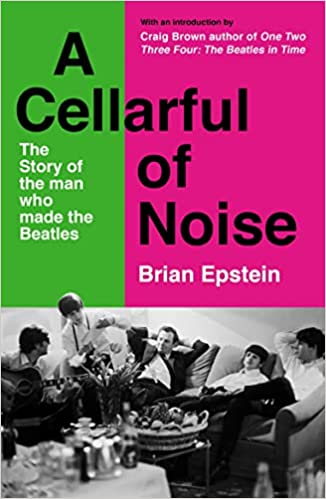 With an introduction by
Craig Brown author of One Two
Three Four: The Beatles in Time
A
Cellarful
of
Noise
The
Story of
the man
who
made the
Beatles
Brian Epstein